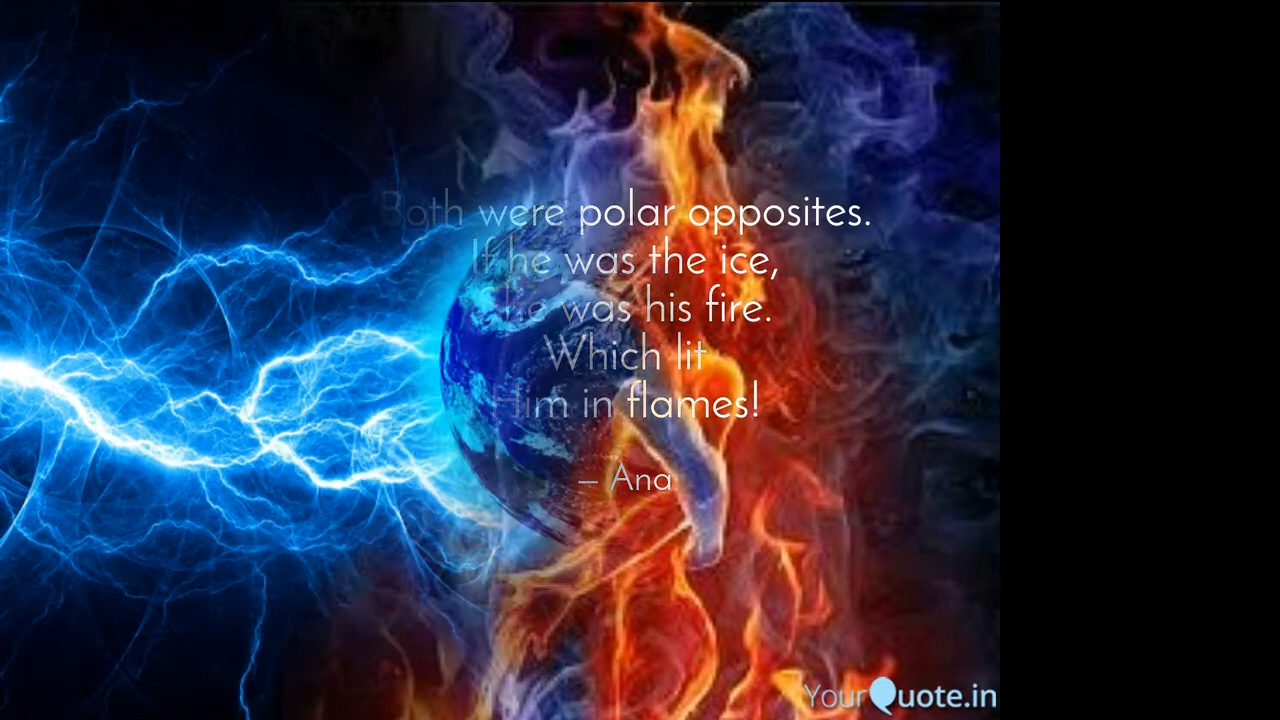 Both were polar opposites.
If he was the ice,
he was his fire.
Which lit
Him in flames!
– Ana
YourQuote.in